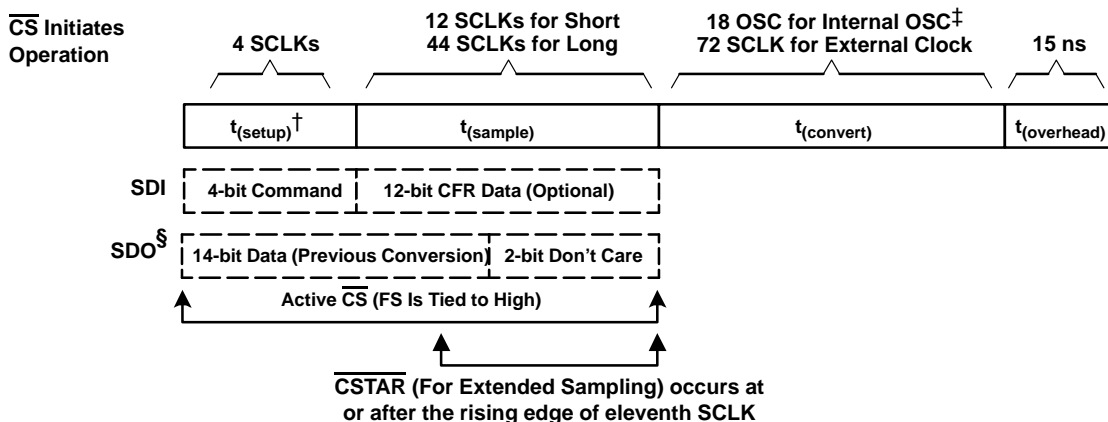 CS Initiates
Operation
4 SCLKs
12 SCLKs for Short
44 SCLKs for Long
18 OSC for Internal OSC‡
72 SCLK for External Clock
15 ns
t(setup)†
t(sample)
t(convert)
t(overhead)
SDI
4-bit Command
12-bit CFR Data (Optional)
SDO§
14-bit Data (Previous Conversion)
2-bit Don't Care
Active CS (FS Is Tied to High)
CSTAR (For Extended Sampling) occurs at
or after the rising edge of eleventh SCLK